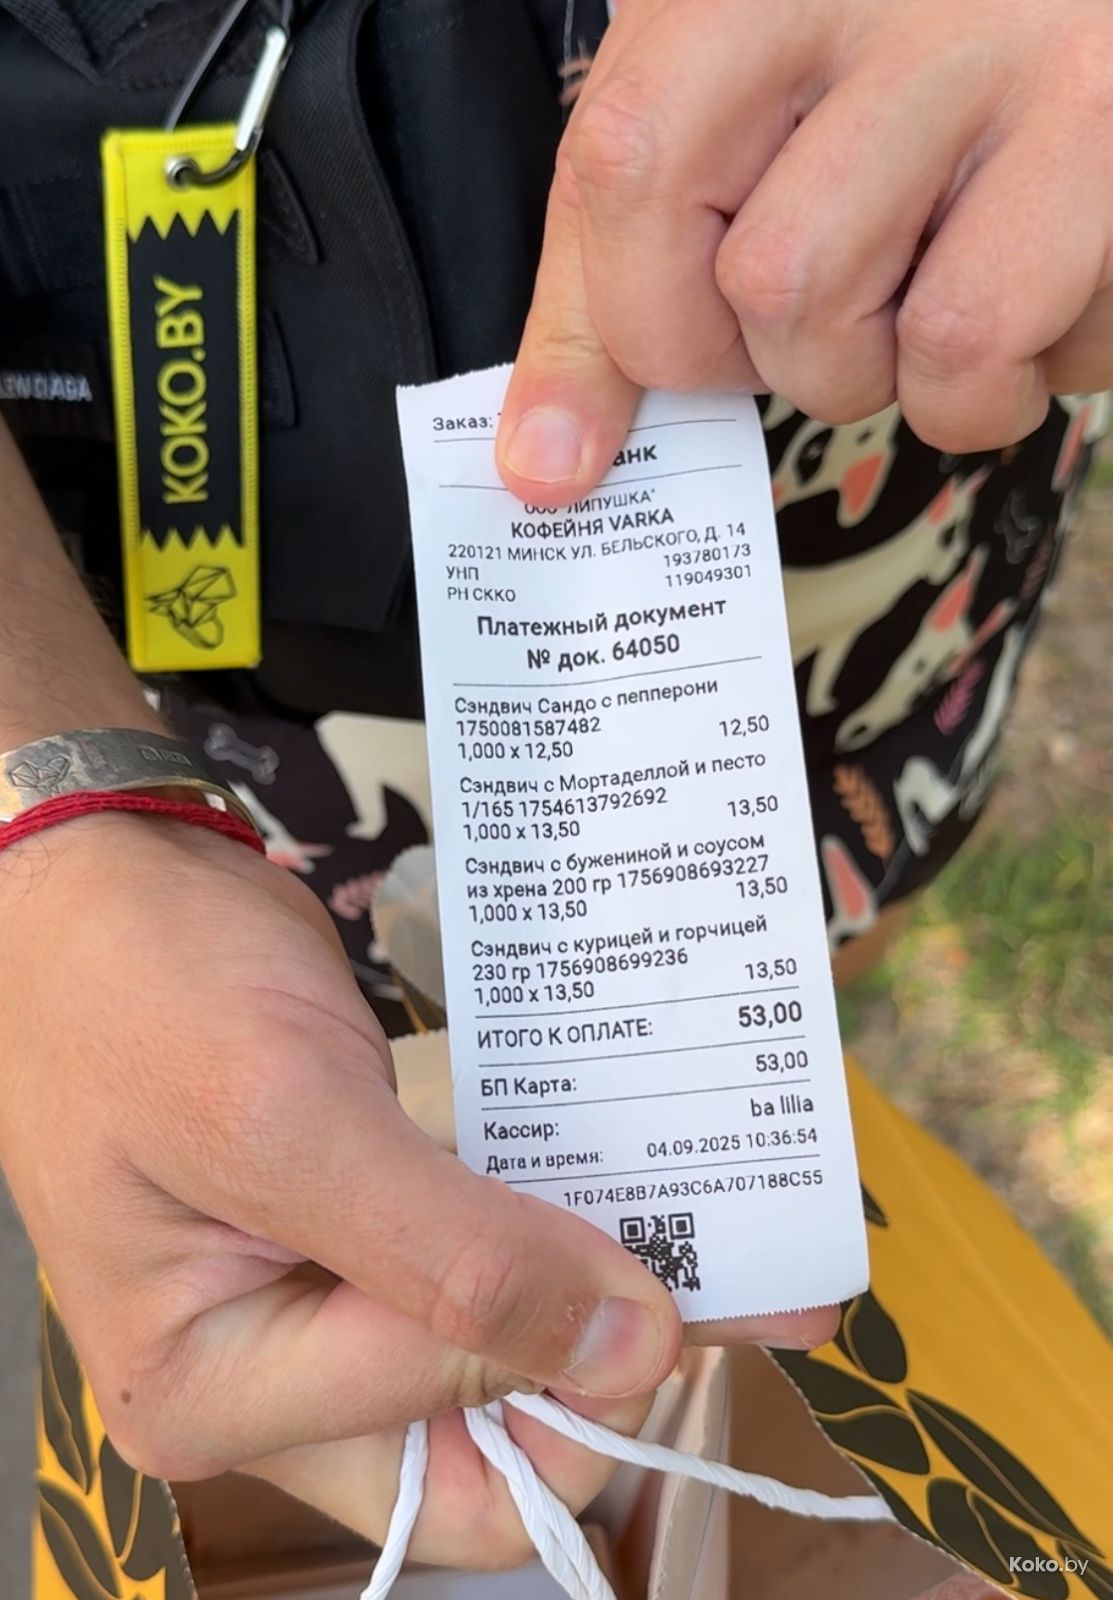 KOKO.BY
Заказ:
ООО "ЛИПУШКА"
КОФЕЙНЯ VARKA
220121 МИНСК УЛ. БЕЛЬСКОГО, Д. 14
УНП 193780173
РН СККО 119049301
Платежный документ
№ док. 64050
Сэндвич Сандо с пепперони
1750081587482
1,000 x 12,50 12,50
Сэндвич с Мортаделлой и песто
1/165 1754613792692
1,000 x 13,50 13,50
Сэндвич с бужениной и соусом
из хрена 200 гр 1756908693227
1,000 x 13,50 13,50
Сэндвич с курицей и горчицей
230 гр 1756908699236
1,000 x 13,50 13,50
ИТОГО К ОПЛАТЕ: 53,00
БП Карта: 53,00
Кассир: ba lilia
Дата и время: 04.09.2025 10:36:54
1F074E8B7A93C6A707188C55
Koko.by